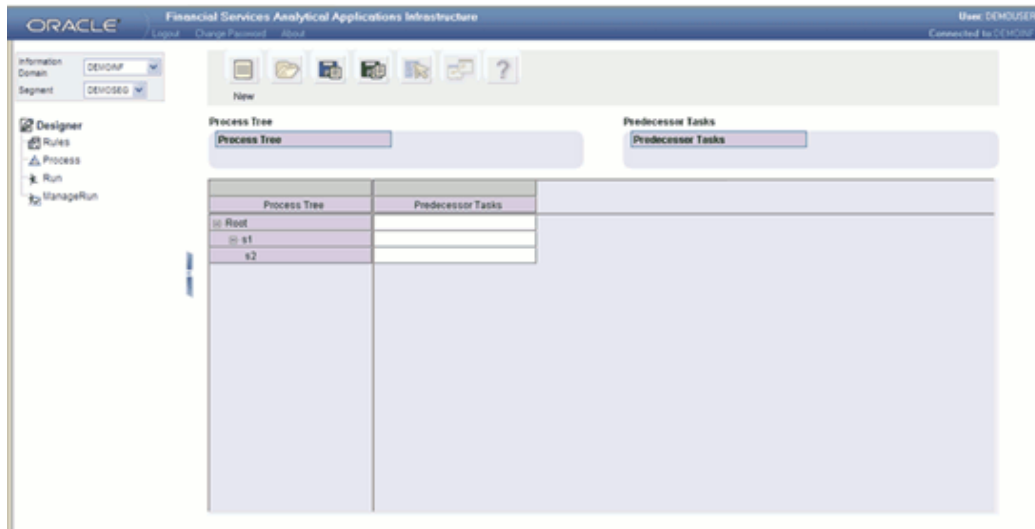 ORACLE
Financial Services Analytical Applications Infrastructure
User: DEMOUSER
Logout Change Password About
Connected to: DEMOINF
Information Domain DEMOINF
Segment DEMOSEG
New
Designer
Rules
Process
Run
ManageRun
Process Tree
Predecessor Tasks
Process Tree
Predecessor Tasks
Process Tree Predecessor Tasks
Root
s1
s2